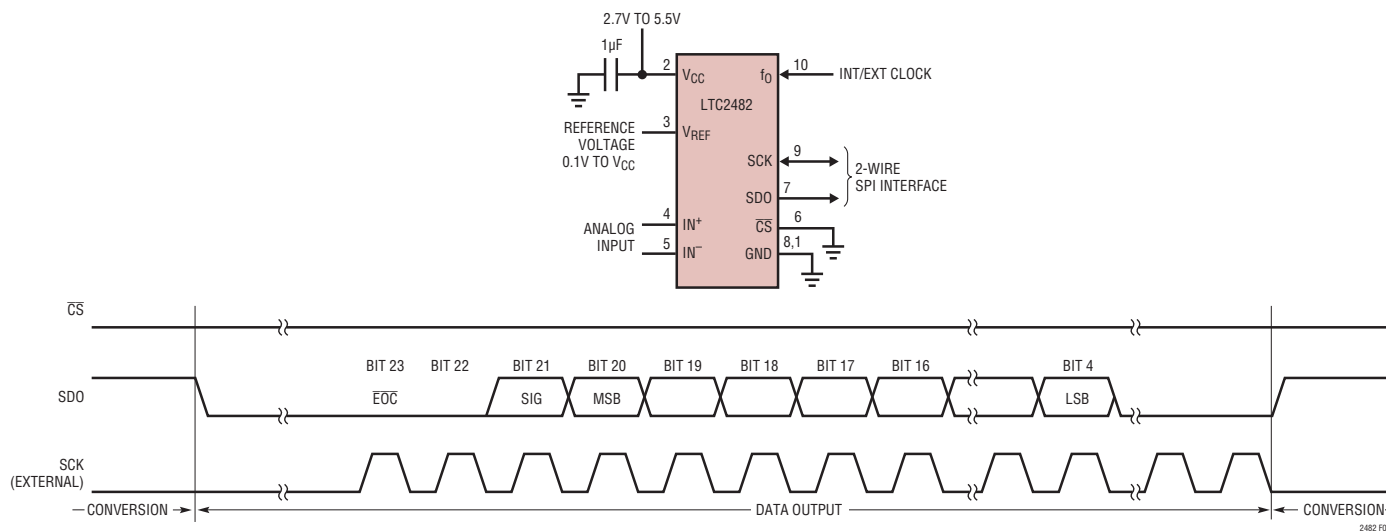 2.7V TO 5.5V
1µF
2 VCC
fO 10 INT/EXT CLOCK
LTC2482
REFERENCE VOLTAGE 0.1V TO VCC
3 VREF
SCK 9
SDO 7
2-WIRE SPI INTERFACE
ANALOG INPUT
4 IN+
5 IN−
CS 6
GND 8,1
CS
BIT 23 BIT 22 BIT 21 BIT 20 BIT 19 BIT 18 BIT 17 BIT 16 BIT 4
SDO
EOC SIG MSB LSB
SCK
(EXTERNAL)
CONVERSION DATA OUTPUT CONVERSION
2482 F0